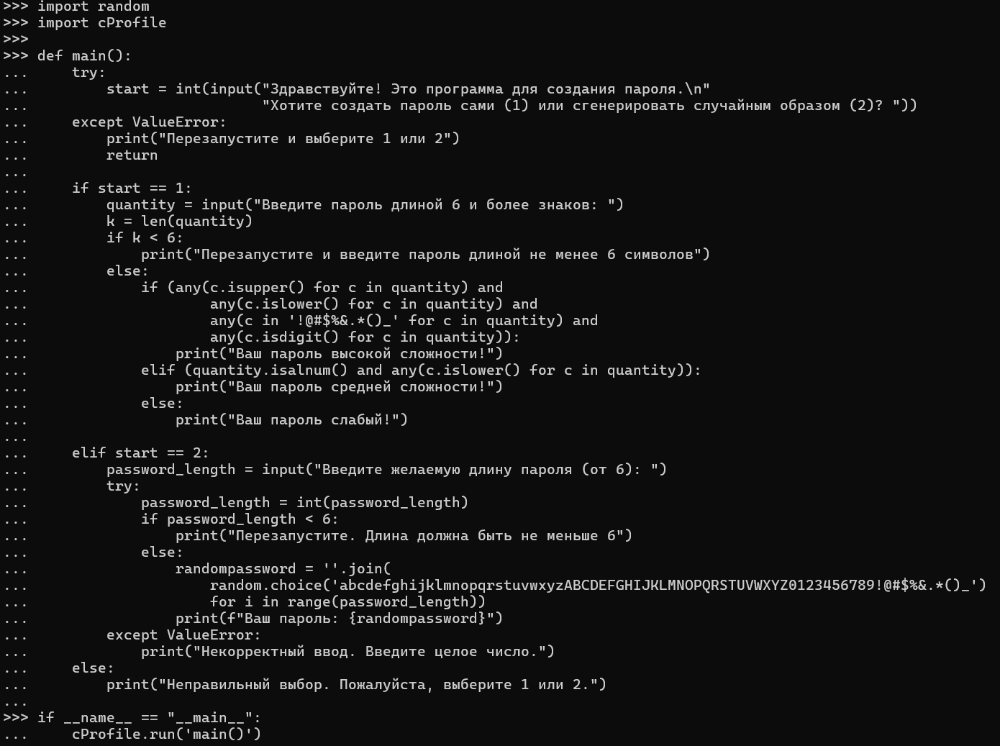 >>> import random
>>> import cProfile
>>>
>>> def main():
...     try:
...         start = int(input("Здравствуйте! Это программа для создания пароля.\n"
...                           "Хотите создать пароль сами (1) или сгенерировать случайным образом (2)? "))
...     except ValueError:
...         print("Перезапустите и выберите 1 или 2")
...         return
...
...     if start == 1:
...         quantity = input("Введите пароль длиной 6 и более знаков: ")
...         k = len(quantity)
...         if k < 6:
...             print("Перезапустите и введите пароль длиной не менее 6 символов")
...         else:
...             if (any(c.isupper() for c in quantity) and
...                     any(c.islower() for c in quantity) and
...                     any(c in '!@#$%&.*()_' for c in quantity) and
...                     any(c.isdigit() for c in quantity)):
...                 print("Ваш пароль высокой сложности!")
...             elif (quantity.isalnum() and any(c.islower() for c in quantity)):
...                 print("Ваш пароль средней сложности!")
...             else:
...                 print("Ваш пароль слабый!")
...
...     elif start == 2:
...         password_length = input("Введите желаемую длину пароля (от 6): ")
...         try:
...             password_length = int(password_length)
...             if password_length < 6:
...                 print("Перезапустите. Длина должна быть не меньше 6")
...             else:
...                 randompassword = ''.join(
...                     random.choice('abcdefghijklmnopqrstuvwxyzABCDEFGHIJKLMNOPQRSTUVWXYZ0123456789!@#$%&.*()_')
...                     for i in range(password_length))
...                 print(f"Ваш пароль: {randompassword}")
...         except ValueError:
...             print("Некорректный ввод. Введите целое число.")
...     else:
...         print("Неправильный выбор. Пожалуйста, выберите 1 или 2.")
...
>>> if __name__ == "__main__":
...     cProfile.run('main()')